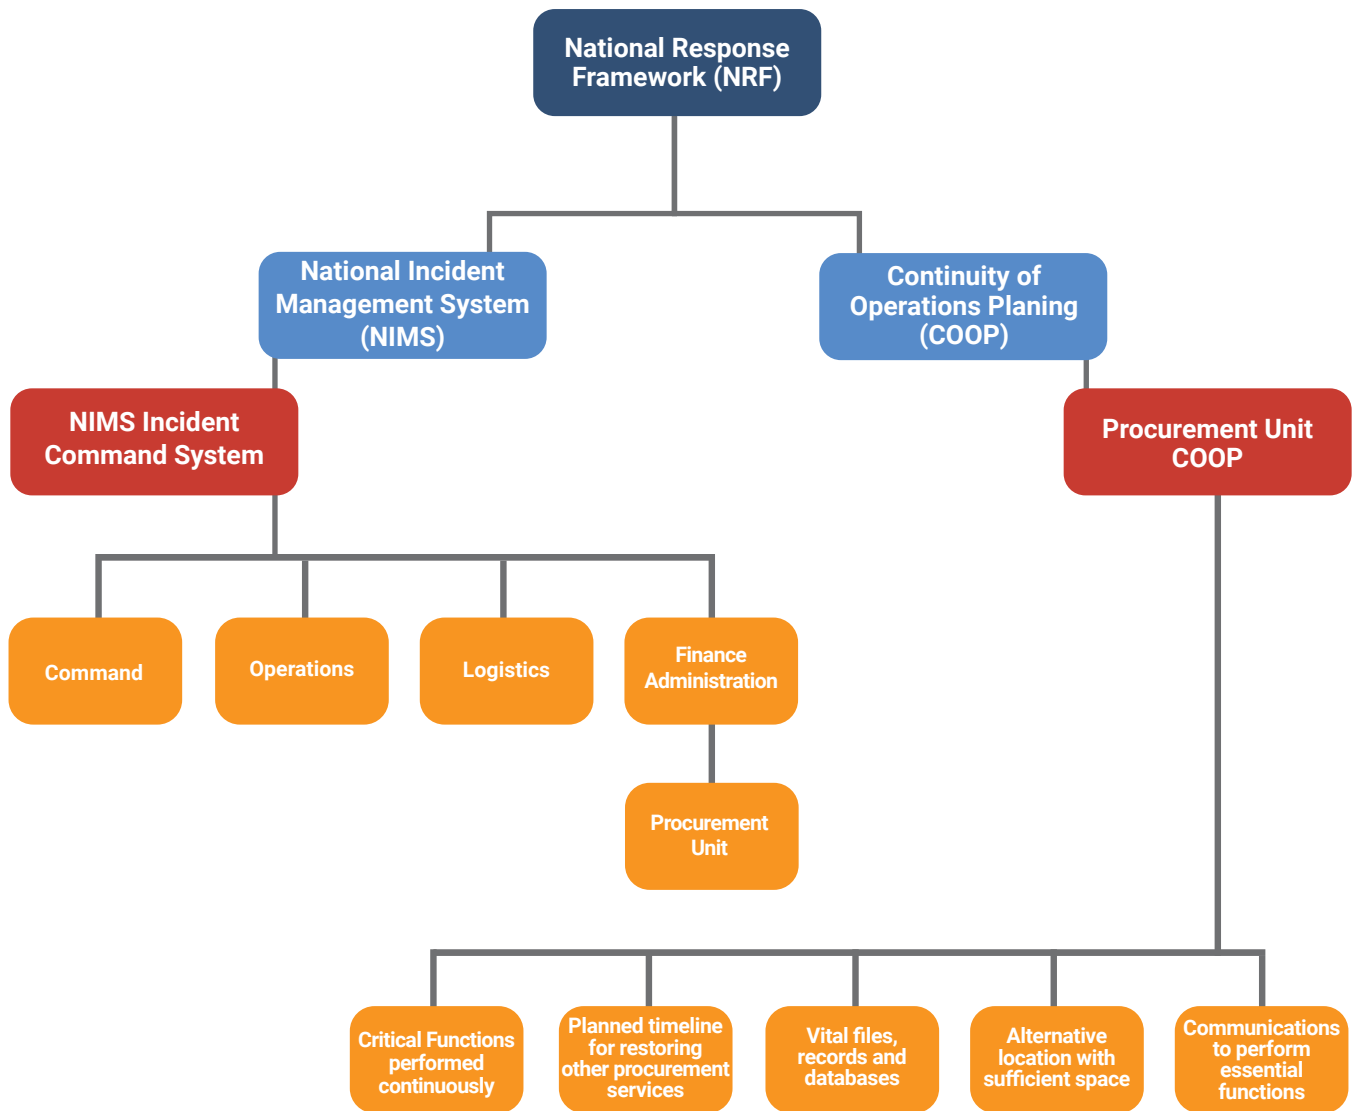 National Response
Framework (NRF)
National Incident
Management System
(NIMS)
Continuity of
Operations Planing
(COOP)
NIMS Incident
Command System
Procurement Unit
COOP
Command
Operations
Logistics
Finance
Administration
Procurement
Unit
Critical Functions
performed
continuously
Planned timeline
for restoring
other procurement
services
Vital files,
records and
databases
Alternative
location with
sufficient space
Communications
to perform
essential
functions